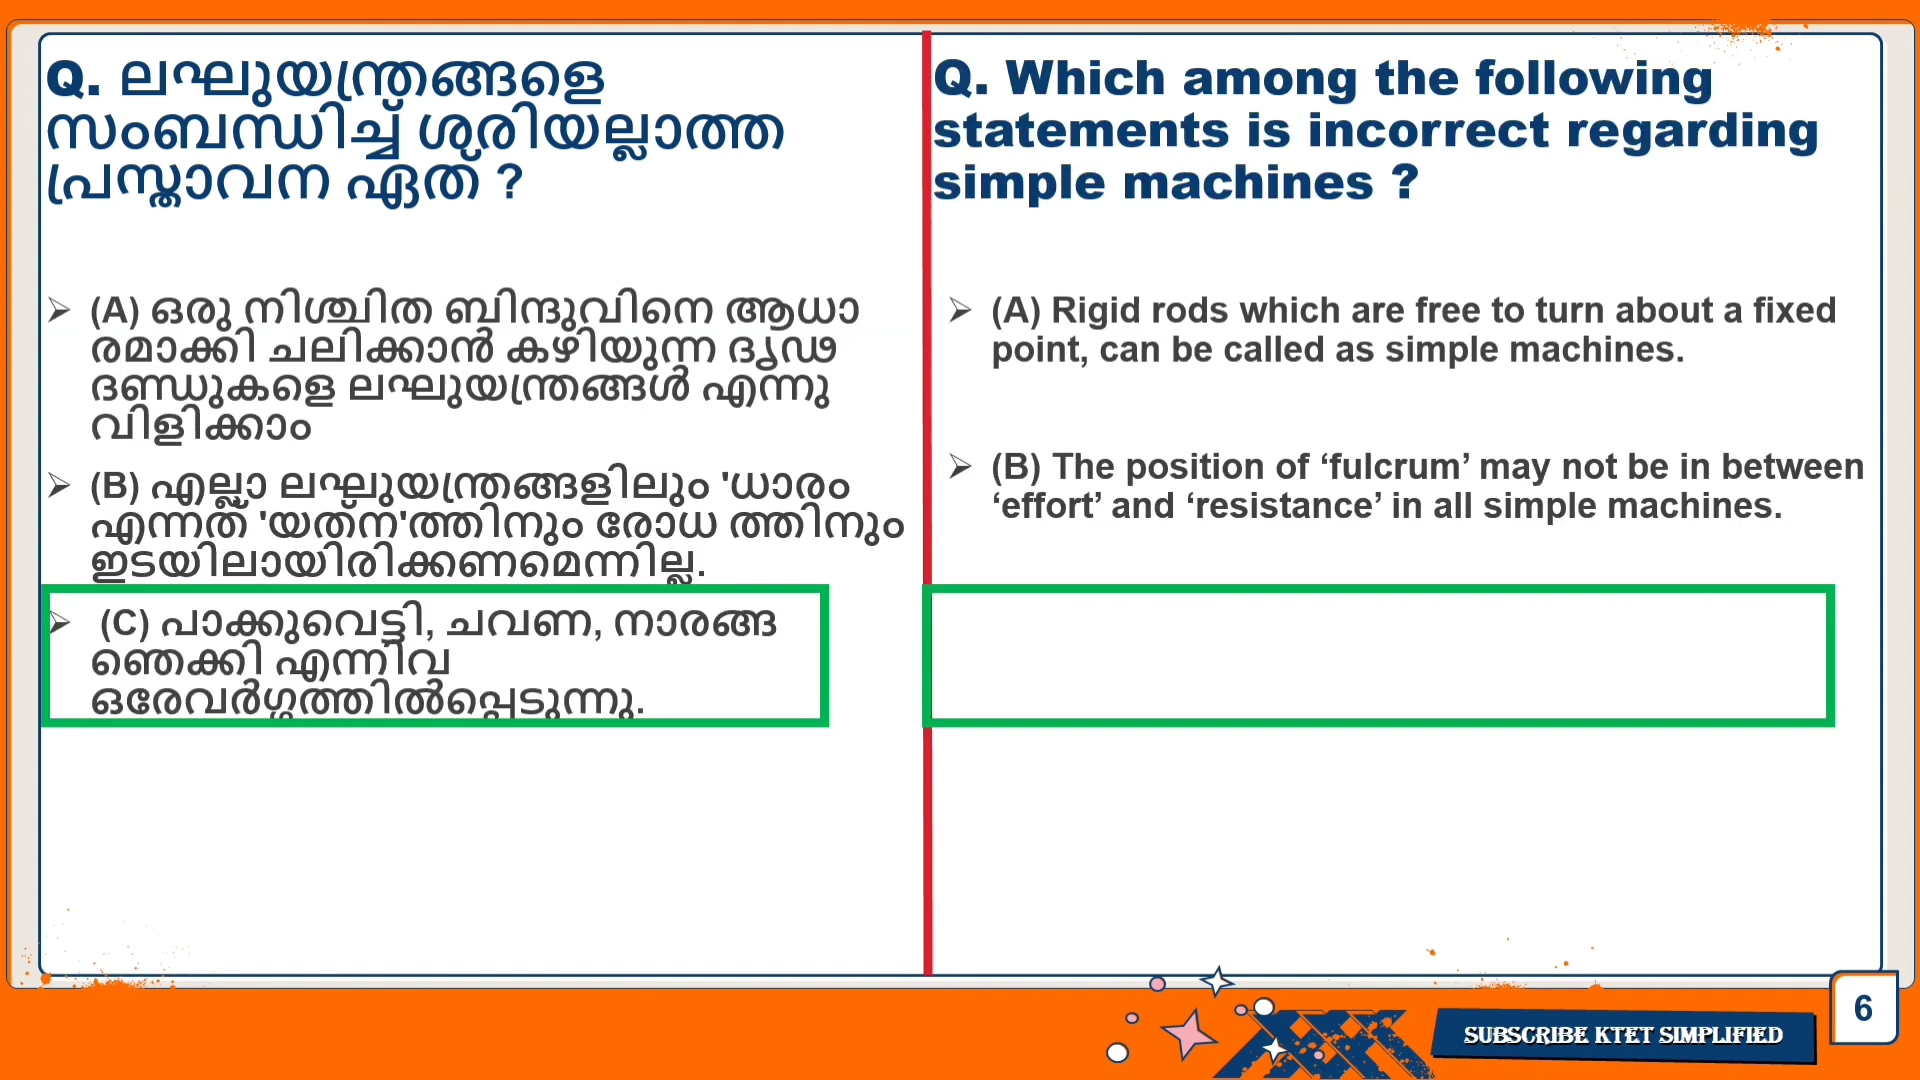 Q. ലഘുയന്ത്രങ്ങളെ
സംബന്ധിച്ച് ശരിയല്ലാത്ത
പ്രസ്താവന ഏത് ?
➢ (A) ഒരു നിശ്ചിത ബിന്ദുവിനെ ആധാ
രമാക്കി ചലിക്കാൻ കഴിയുന്ന ദൃഢ
ദണ്ഡുകളെ ലഘുയന്ത്രങ്ങൾ എന്നു
വിളിക്കാം
➢ (B) എല്ലാ ലഘുയന്ത്രങ്ങളിലും 'ധാരം
എന്നത് 'യത്ന'ത്തിനും രോധ ത്തിനും
ഇടയിലായിരിക്കണമെന്നില്ല.
➢ (C) പാക്കുവെട്ടി, ചവണ, നാരങ്ങ
ഞെക്കി എന്നിവ
ഒരേവർഗ്ഗത്തിൽപ്പെടുന്നു.
Q. Which among the following
statements is incorrect regarding
simple machines ?
➢ (A) Rigid rods which are free to turn about a fixed
point, can be called as simple machines.
➢ (B) The position of ‘fulcrum’ may not be in between
‘effort’ and ‘resistance’ in all simple machines.
6
SUBSCRIBE KTET SIMPLIFIED